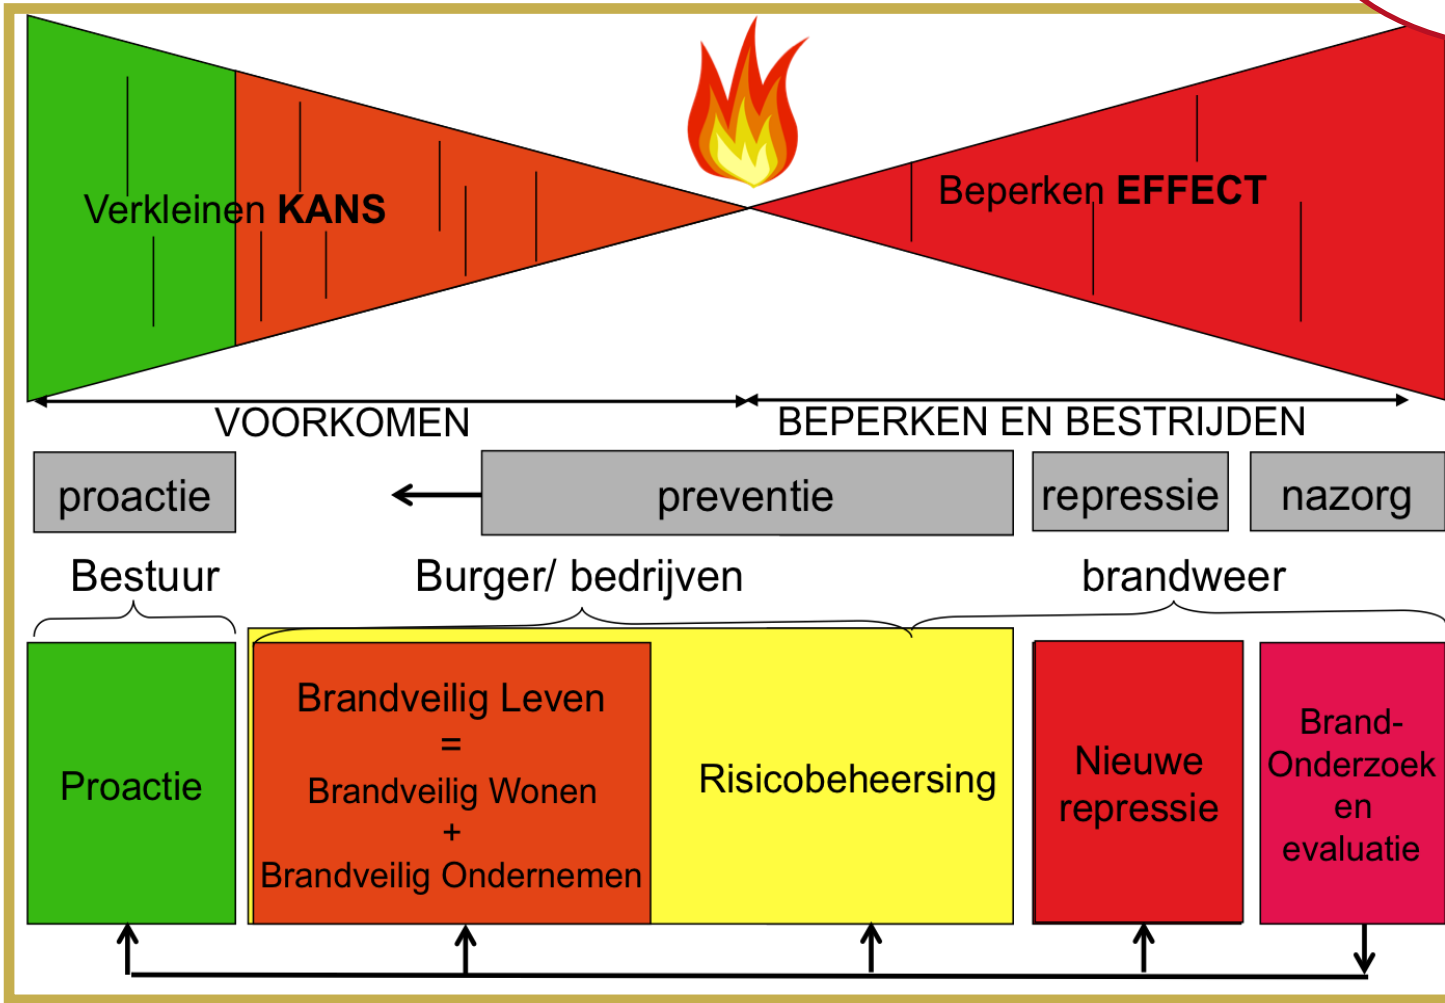 Verkleinen KANS
Beperken EFFECT
VOORKOMEN
BEPERKEN EN BESTRIJDEN
proactie
preventie
repressie
nazorg
Bestuur
Burger/ bedrijven
brandweer
Proactie
Brandveilig Leven
=
Brandveilig Wonen
+
Brandveilig Ondernemen
Risicobeheersing
Nieuwe
repressie
Brand-
Onderzoek
en
evaluatie